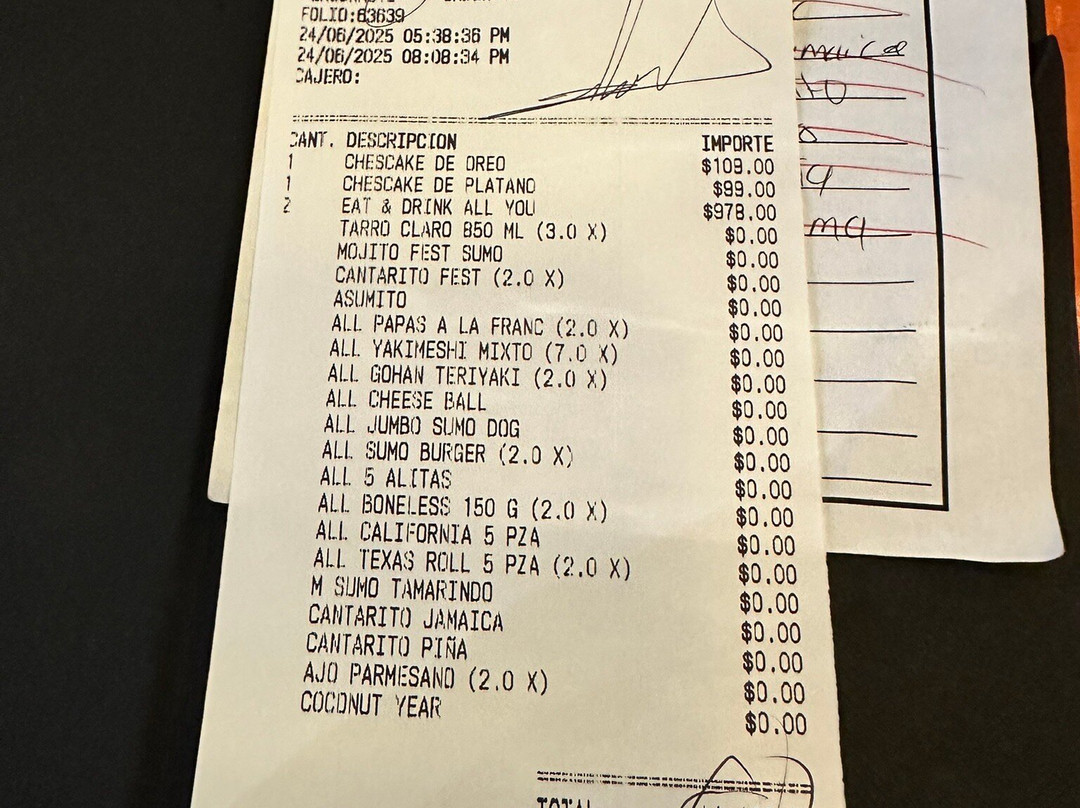 FOLIO:63639
24/06/2025 05:38:36 PM
24/06/2025 08:08:34 PM
CAJERO:
CANT. DESCRIPCION IMPORTE
1 CHESCAKE DE OREO $109.00
1 CHESCAKE DE PLATANO $99.00
2 EAT & DRINK ALL YOU $978.00
TARRO CLARO 850 ML (3.0 X) $0.00
MOJITO FEST SUMO $0.00
CANTARITO FEST (2.0 X) $0.00
ASUMITO $0.00
ALL PAPAS A LA FRANC (2.0 X) $0.00
ALL YAKIMESHI MIXTO (7.0 X) $0.00
ALL GOHAN TERIYAKI (2.0 X) $0.00
ALL CHEESE BALL $0.00
ALL JUMBO SUMO DOG $0.00
ALL SUMO BURGER (2.0 X) $0.00
ALL 5 ALITAS $0.00
ALL BONELESS 150 G (2.0 X) $0.00
ALL CALIFORNIA 5 PZA $0.00
ALL TEXAS ROLL 5 PZA (2.0 X) $0.00
M SUMO TAMARINDO $0.00
CANTARITO JAMAICA $0.00
CANTARITO PIÑA $0.00
AJO PARMESANO (2.0 X) $0.00
COCONUT YEAR $0.00
TOTAL